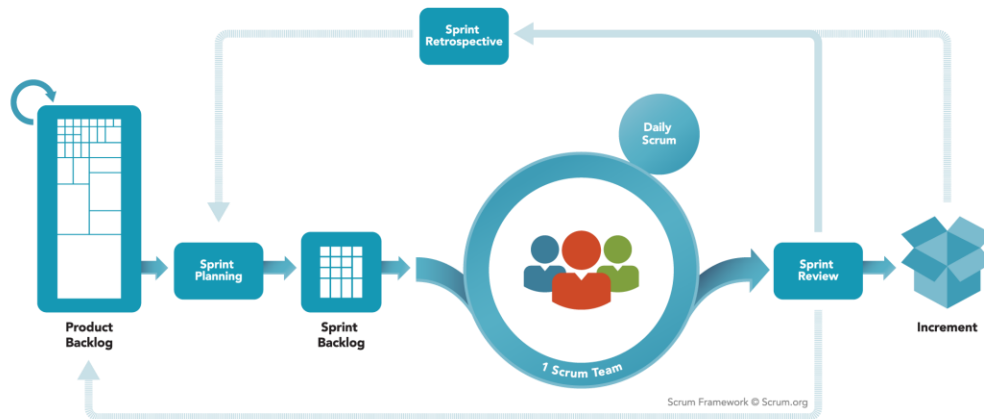 Sprint
Retrospective
Daily
Scrum
Sprint
Planning
Sprint
Review
Product
Backlog
Sprint
Backlog
1 Scrum Team
Increment
Scrum Framework © Scrum.org